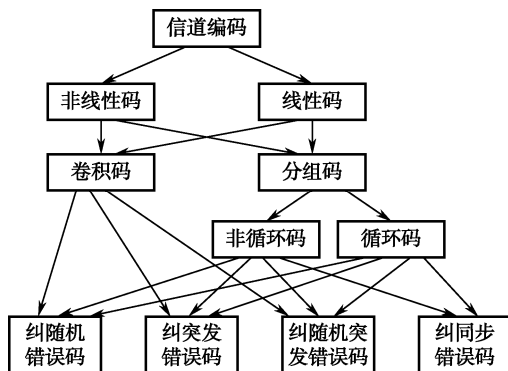 信道编码
非线性码
线性码
卷积码
分组码
非循环码
循环码
纠随机
错误码
纠突发
错误码
纠随机突
发错误码
纠同步
错误码